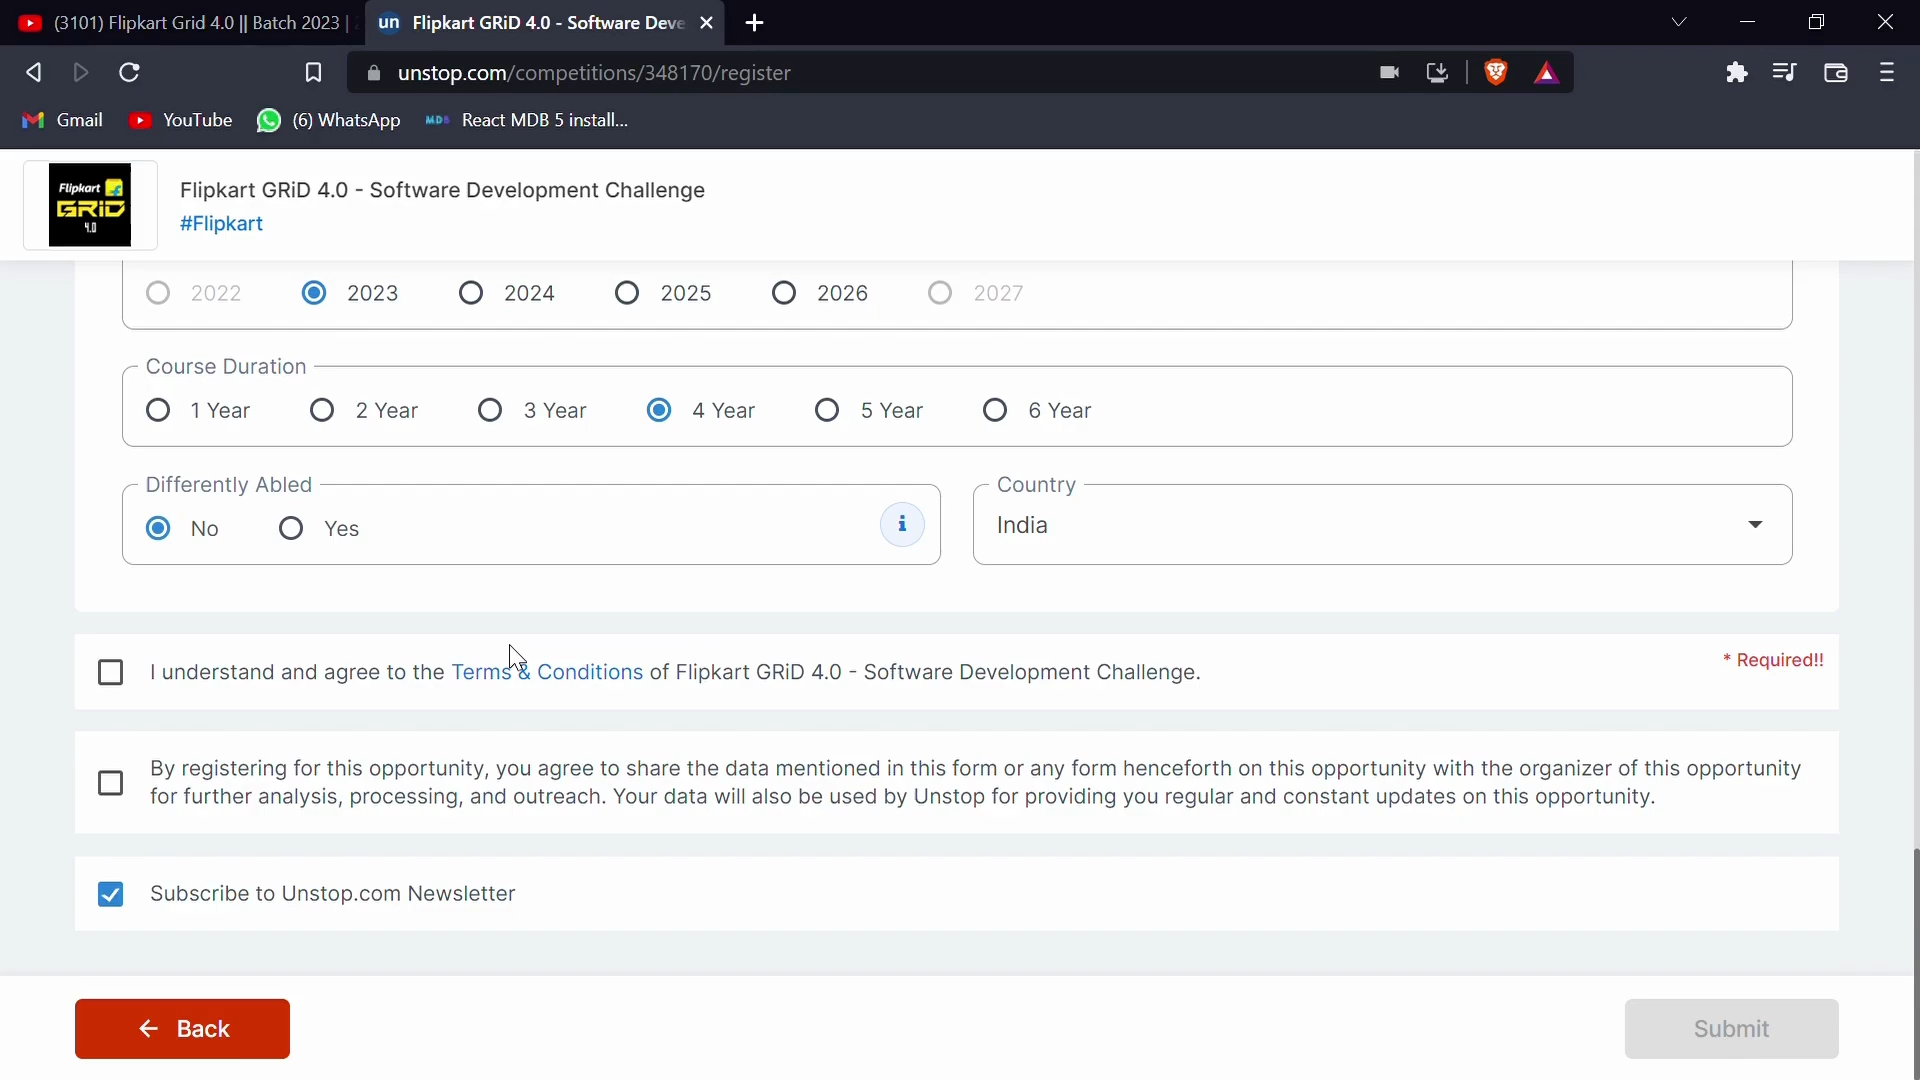 (3101) Flipkart Grid 4.0 || Batch 2023 |
un Flipkart GRiD 4.0 - Software Deve
unstop.com/competitions/348170/register
Gmail YouTube (6) WhatsApp MDB React MDB 5 install...
Flipkart
GRiD
4.0
Flipkart GRiD 4.0 - Software Development Challenge
#Flipkart
2022 2023 2024 2025 2026 2027
Course Duration
1 Year 2 Year 3 Year 4 Year 5 Year 6 Year
Differently Abled
No Yes i
Country
India
I understand and agree to the Terms & Conditions of Flipkart GRiD 4.0 - Software Development Challenge.
* Required!!
By registering for this opportunity, you agree to share the data mentioned in this form or any form henceforth on this opportunity with the organizer of this opportunity
for further analysis, processing, and outreach. Your data will also be used by Unstop for providing you regular and constant updates on this opportunity.
Subscribe to Unstop.com Newsletter
← Back
Submit